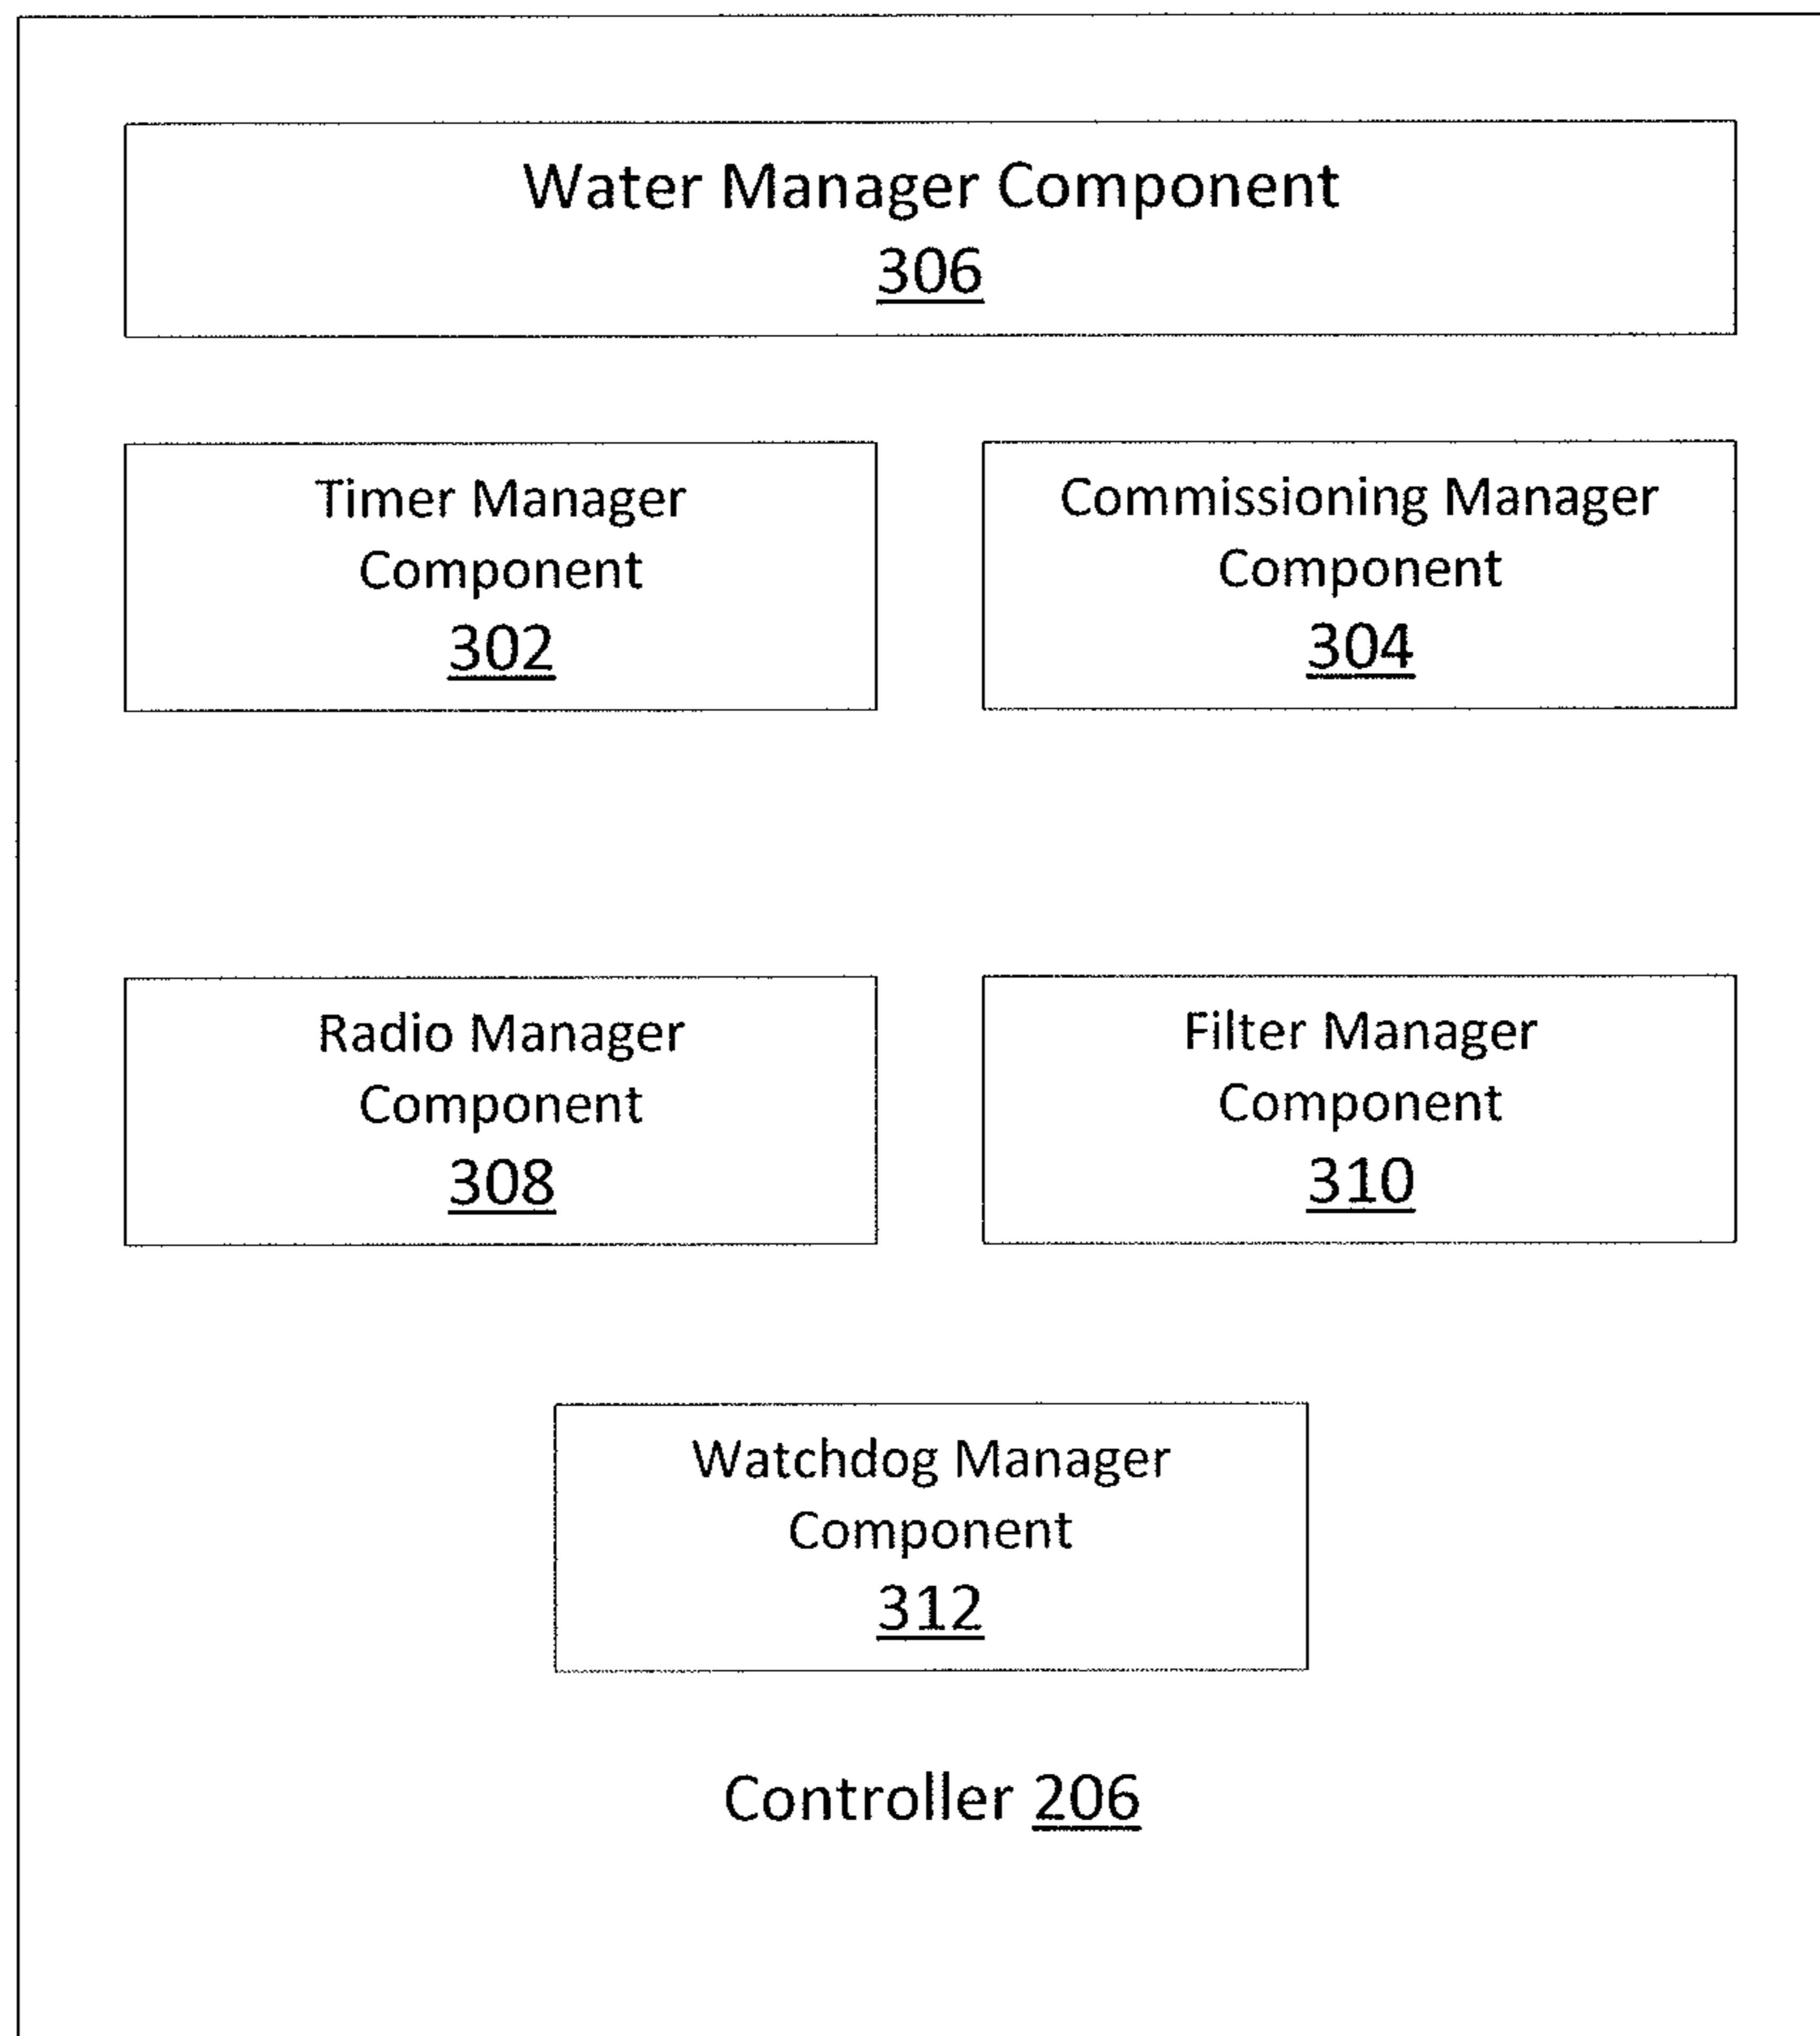 Water Manager Component
306
Timer Manager
Component
302
Commissioning Manager
Component
304
Radio Manager
Component
308
Filter Manager
Component
310
Watchdog Manager
Component
312
Controller 206